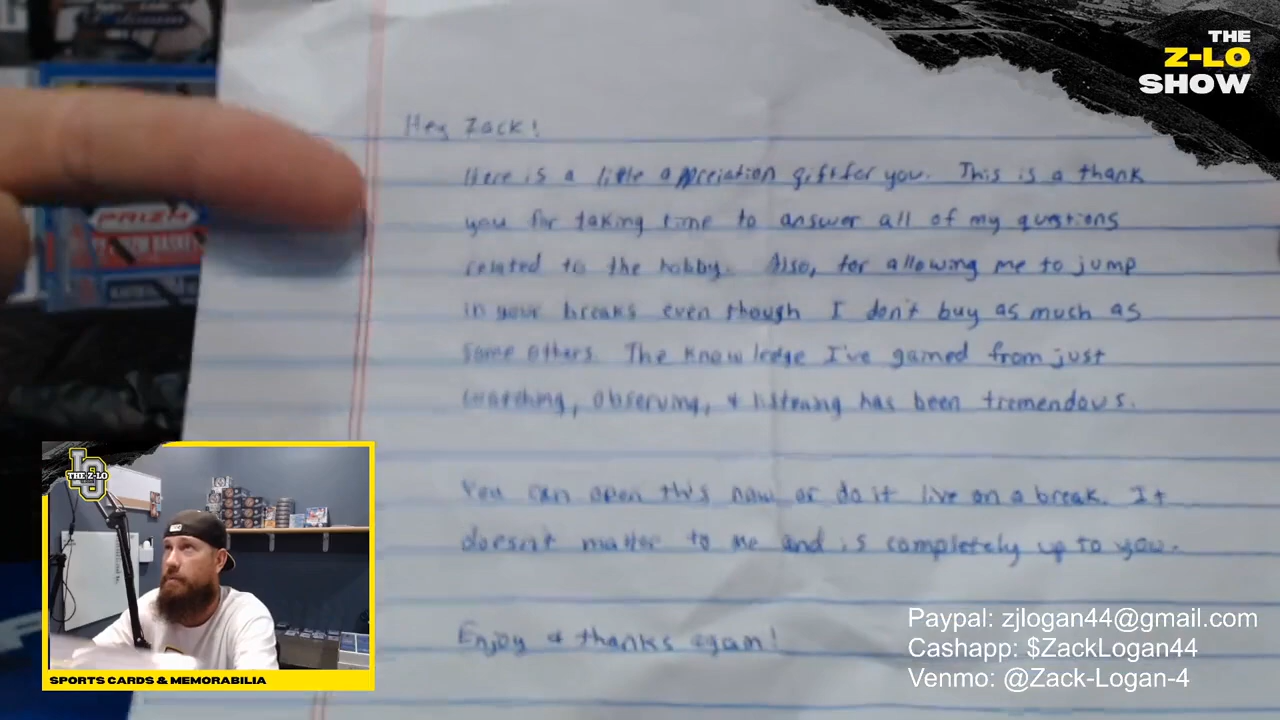 THE
Z-LO
SHOW
Hey Zack!
Here is a little appreiation gift for you. This is a thank
you for taking time to answer all of my questions
related to the hobby. Also, for allowing me to jump
in your breaks even though I don't buy as much as
some others. The knowledge I've gained from just
watching, observing, & listening has been tremendous.
You can open this now or do it live on a break. It
doesn't matter to me and is completely up to you.
Enjoy & thanks again!
PRIZM
LO
THE Z-LO
SPORTS CARDS & MEMORABILIA
Paypal: zjlogan44@gmail.com
Cashapp: $ZackLogan44
Venmo: @Zack-Logan-4